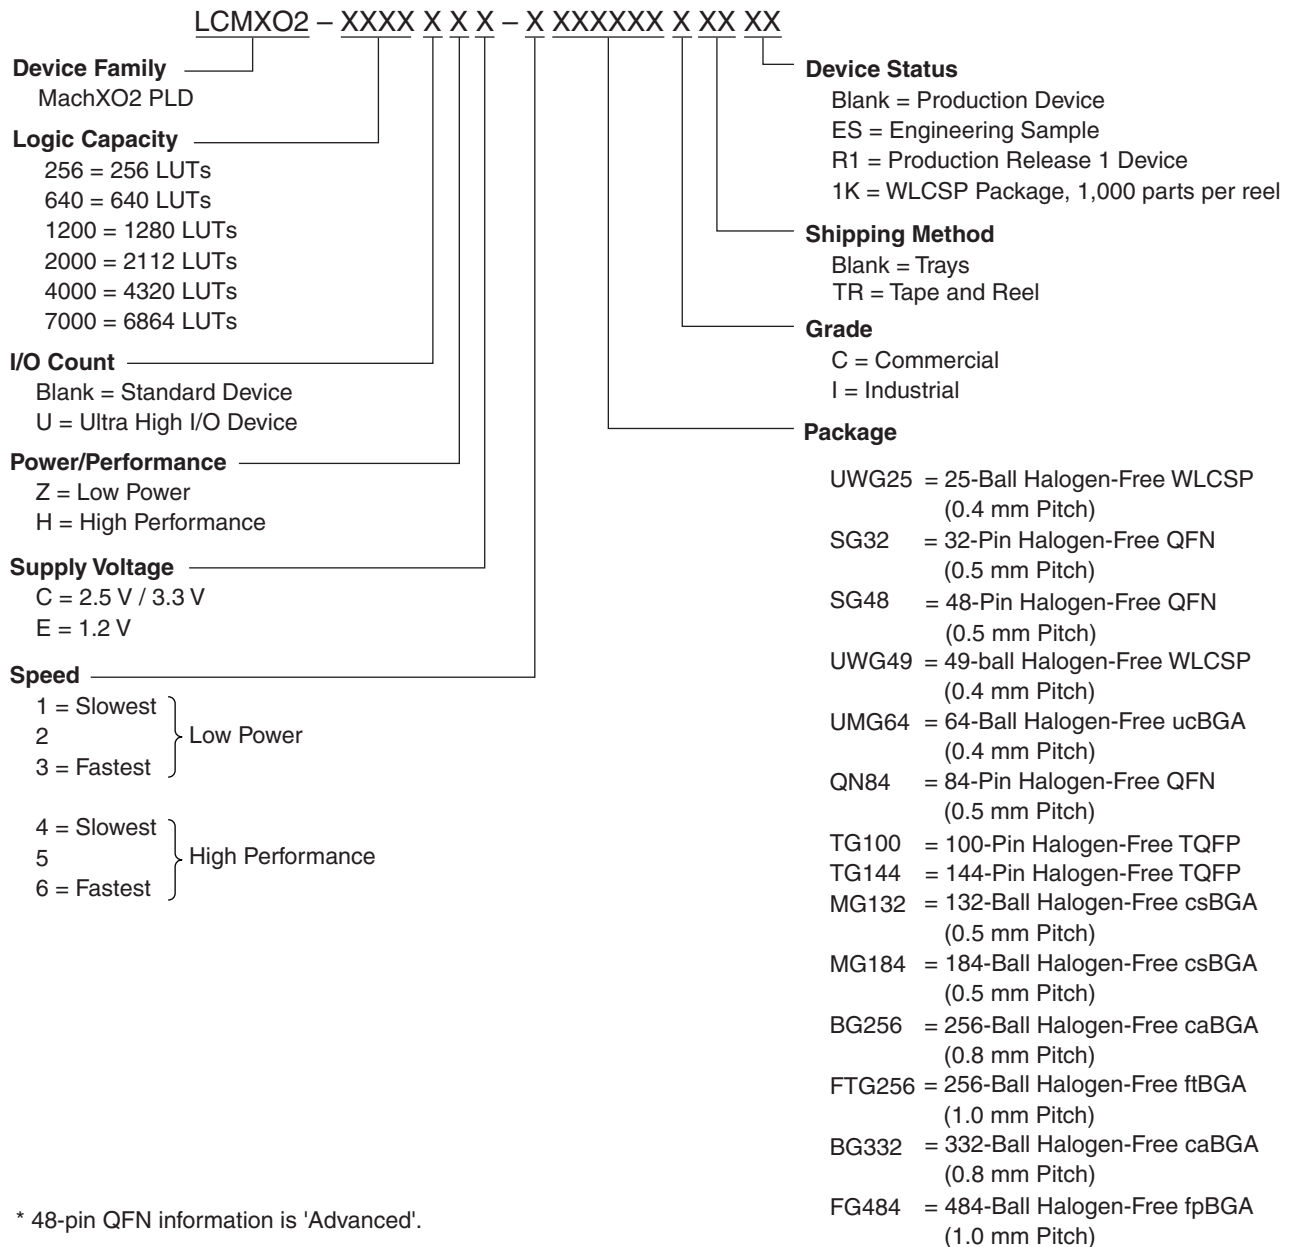 LCMXO2 – XXXX X X X – X XXXXXX X XX XX
Device Family
MachXO2 PLD
Logic Capacity
256 = 256 LUTs
640 = 640 LUTs
1200 = 1280 LUTs
2000 = 2112 LUTs
4000 = 4320 LUTs
7000 = 6864 LUTs
I/O Count
Blank = Standard Device
U = Ultra High I/O Device
Power/Performance
Z = Low Power
H = High Performance
Supply Voltage
C = 2.5 V / 3.3 V
E = 1.2 V
Speed
1 = Slowest
2
Low Power
3 = Fastest
4 = Slowest
5
High Performance
6 = Fastest
Device Status
Blank = Production Device
ES = Engineering Sample
R1 = Production Release 1 Device
1K = WLCSP Package, 1,000 parts per reel
Shipping Method
Blank = Trays
TR = Tape and Reel
Grade
C = Commercial
I = Industrial
Package
UWG25 = 25-Ball Halogen-Free WLCSP
(0.4 mm Pitch)
SG32 = 32-Pin Halogen-Free QFN
(0.5 mm Pitch)
SG48 = 48-Pin Halogen-Free QFN
(0.5 mm Pitch)
UWG49 = 49-ball Halogen-Free WLCSP
(0.4 mm Pitch)
UMG64 = 64-Ball Halogen-Free ucBGA
(0.4 mm Pitch)
QN84 = 84-Pin Halogen-Free QFN
(0.5 mm Pitch)
TG100 = 100-Pin Halogen-Free TQFP
TG144 = 144-Pin Halogen-Free TQFP
MG132 = 132-Ball Halogen-Free csBGA
(0.5 mm Pitch)
MG184 = 184-Ball Halogen-Free csBGA
(0.5 mm Pitch)
BG256 = 256-Ball Halogen-Free caBGA
(0.8 mm Pitch)
FTG256 = 256-Ball Halogen-Free ftBGA
(1.0 mm Pitch)
BG332 = 332-Ball Halogen-Free caBGA
(0.8 mm Pitch)
FG484 = 484-Ball Halogen-Free fpBGA
(1.0 mm Pitch)
* 48-pin QFN information is 'Advanced'.